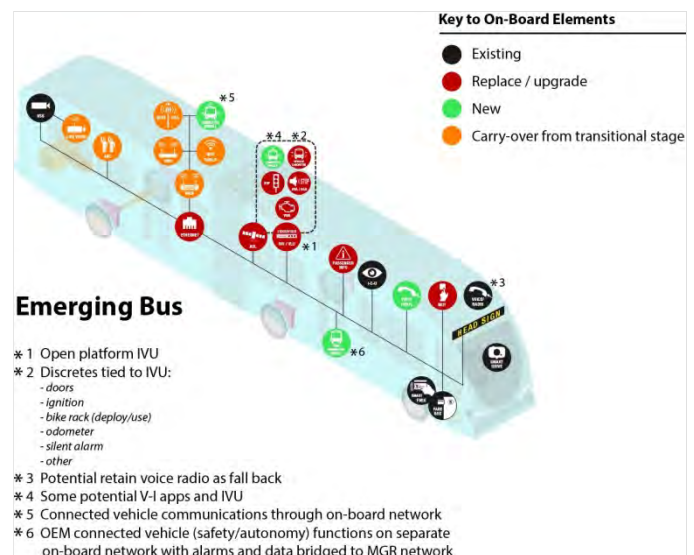 Key to On-Board Elements
Existing
Replace / upgrade
New
Carry-over from transitional stage
*5
*4 *2
*1
*3
HEAD SIGN
*6
ETHERNET
PASSENGER
INFO
Emerging Bus
*1 Open platform IVU
*2 Discretes tied to IVU:
- doors
- ignition
- bike rack (deploy/use)
- odometer
- silent alarm
- other
*3 Potential retain voice radio as fall back
*4 Some potential V-I apps and IVU
*5 Connected vehicle communications through on-board network
*6 OEM connected vehicle (safety/autonomy) functions on separate
on-board network with alarms and data bridged to MGR network